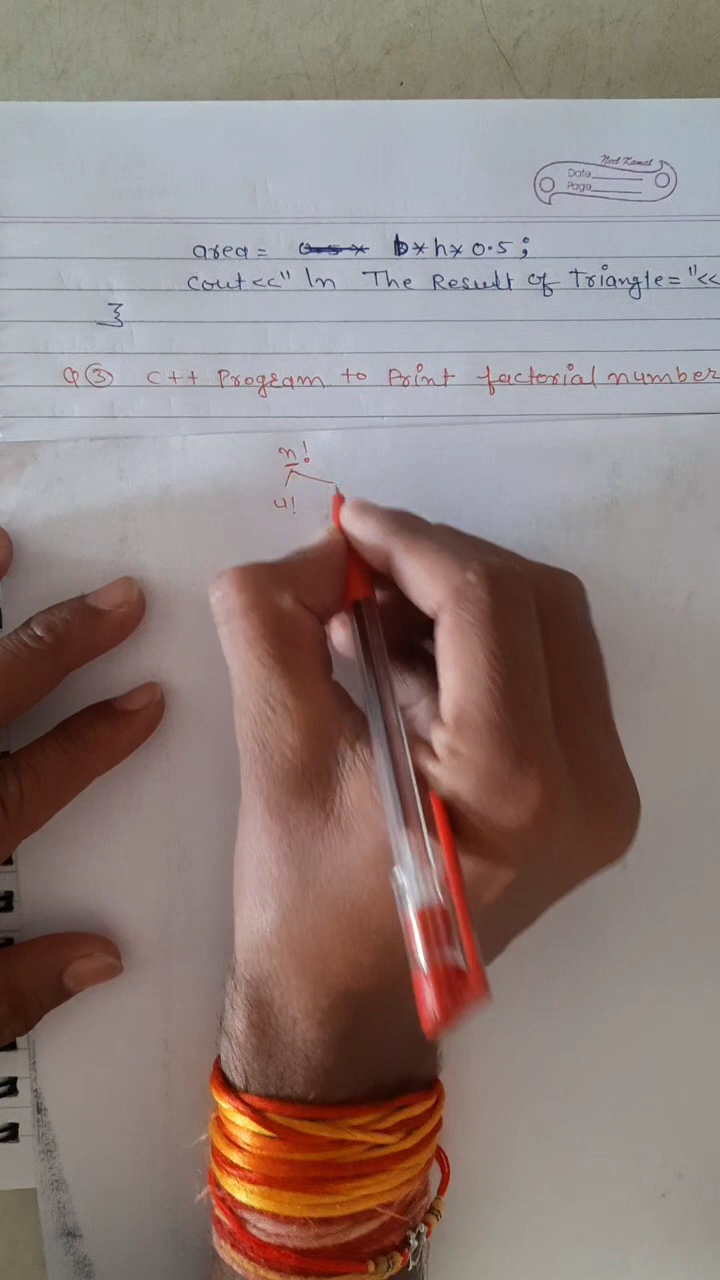 Neel Kamal
Date
Page
area = b*h*0.5;
cout<<" In The Result of Triangle="<<
}
Q③ C++ Program to Print factorial number
n!
4!